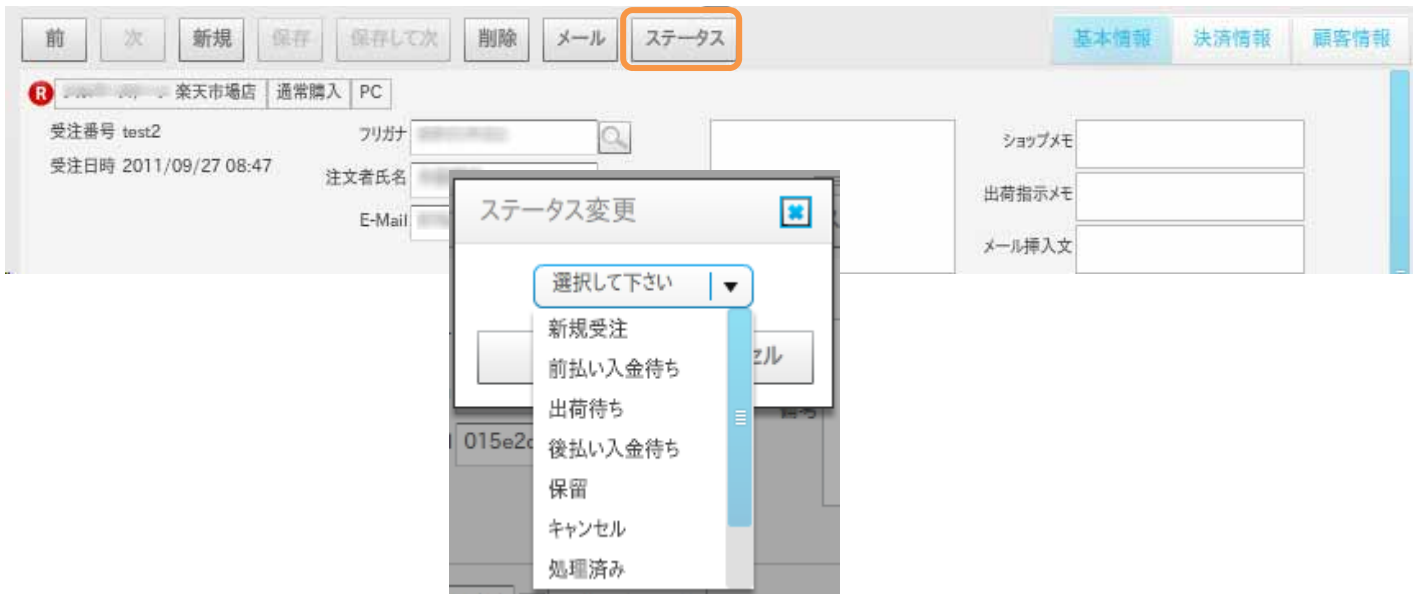 前 次 新規 保存 保存して次 削除 メール ステータス 基本情報 決済情報 顧客情報
R 楽天市場店 通常購入 PC
受注番号 test2
受注日時 2011/09/27 08:47
フリガナ
注文者氏名
E-Mail
ショップメモ
出荷指示メモ
メール挿入文
ステータス変更
選択して下さい
新規受注
前払い入金待ち
出荷待ち
後払い入金待ち
保留
キャンセル
処理済み
セル
備考
015e2c